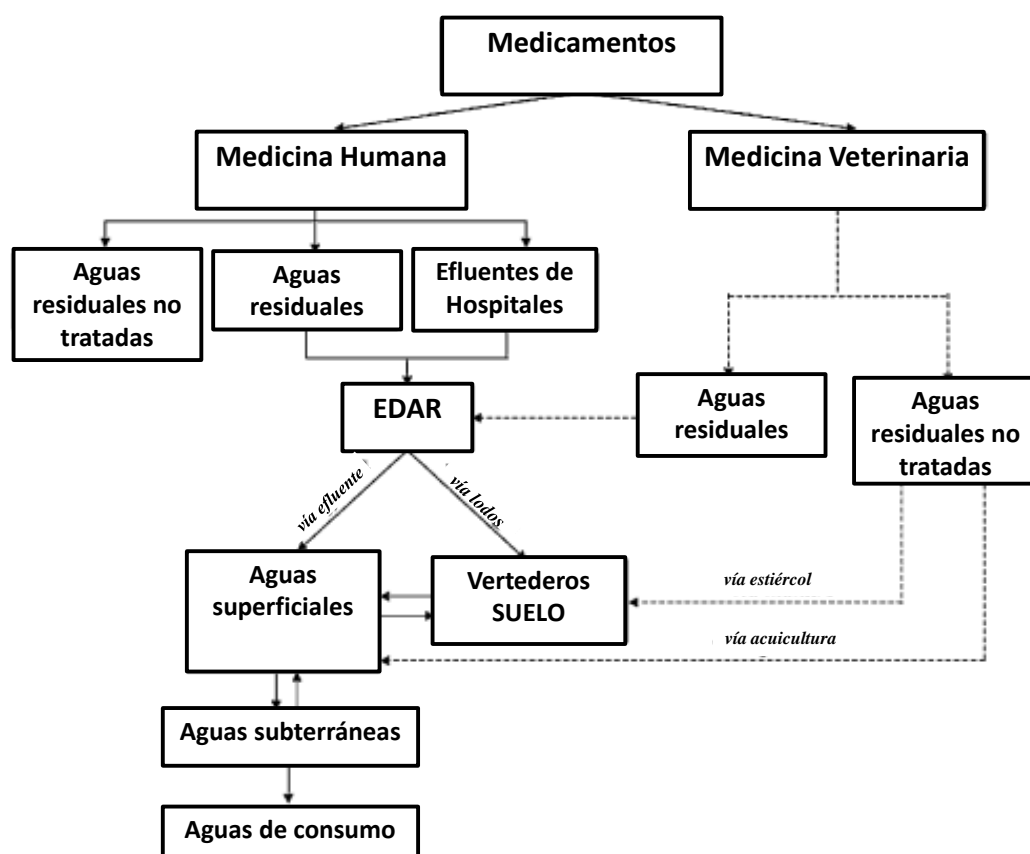 Medicamentos
Medicina Humana
Medicina Veterinaria
Aguas
residuales no
tratadas
Aguas
residuales
Efluentes de
Hospitales
EDAR
Aguas
residuales
Aguas
residuales no
tratadas
vía efluente
vía lodos
Aguas
superficiales
Vertederos
SUELO
vía estiércol
vía acuicultura
Aguas subterráneas
Aguas de consumo